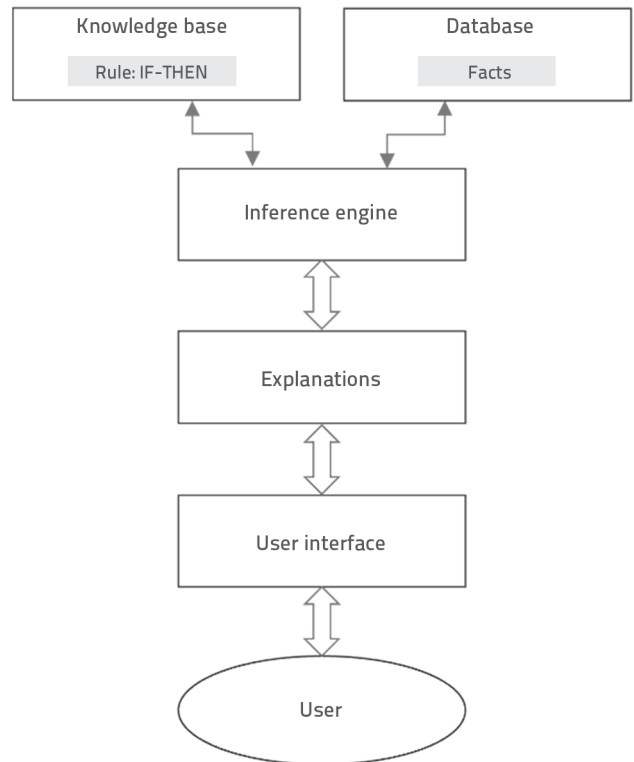 Knowledge base
Rule: IF-THEN
Database
Facts
Inference engine
Explanations
User interface
User